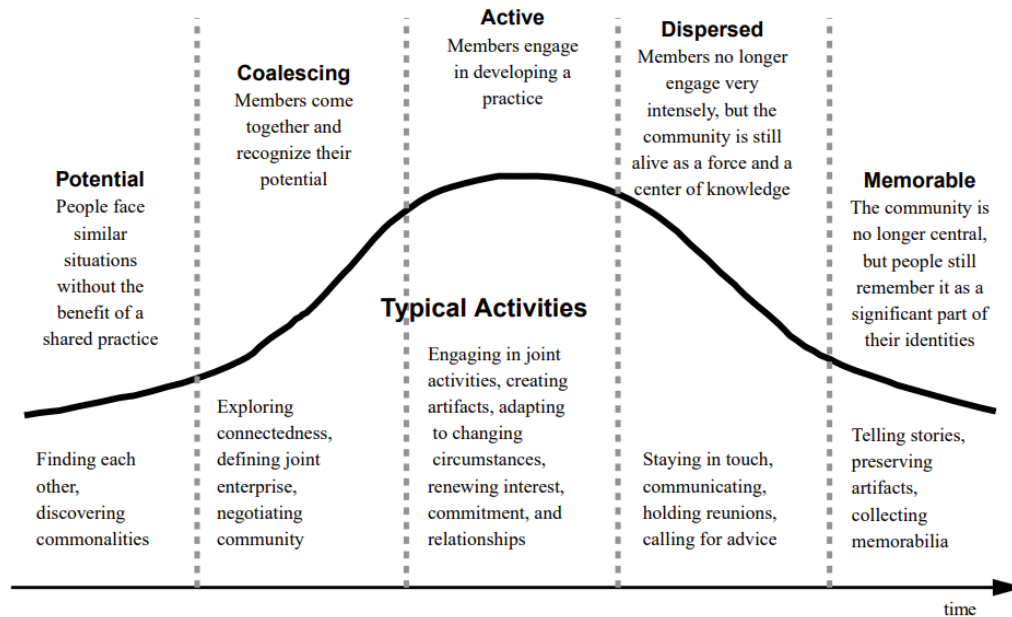 Potential
People face
similar
situations
without the
benefit of a
shared practice
Coalescing
Members come
together and
recognize their
potential
Active
Members engage
in developing a
practice
Dispersed
Members no longer
engage very
intensely, but the
community is still
alive as a force and a
center of knowledge
Memorable
The community is
no longer central,
but people still
remember it as a
significant part of
their identities
Typical Activities
Finding each
other,
discovering
commonalities
Exploring
connectedness,
defining joint
enterprise,
negotiating
community
Engaging in joint
activities, creating
artifacts, adapting
to changing
circumstances,
renewing interest,
commitment, and
relationships
Staying in touch,
communicating,
holding reunions,
calling for advice
Telling stories,
preserving
artifacts,
collecting
memorabilia
time